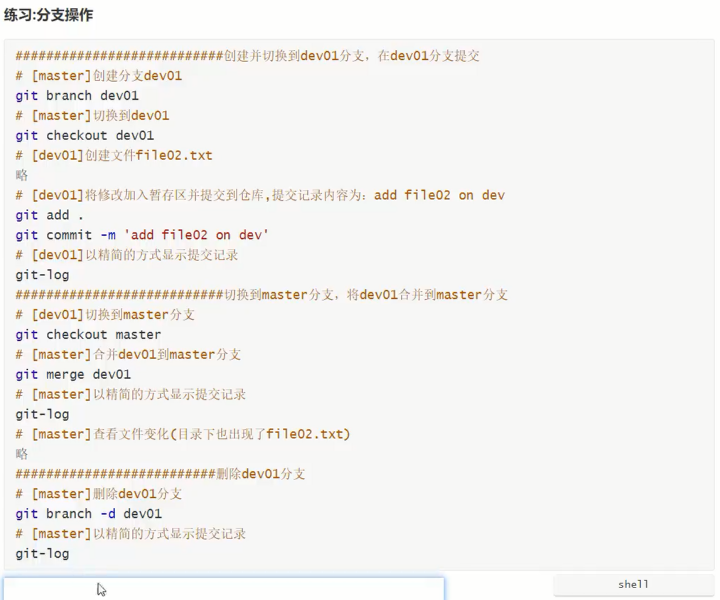 练习:分支操作
###########################创建并切换到dev01分支，在dev01分支提交
# [master]创建分支dev01
git branch dev01
# [master]切换到dev01
git checkout dev01
# [dev01]创建文件file02.txt
略
# [dev01]将修改加入暂存区并提交到仓库,提交记录内容为：add file02 on dev
git add .
git commit -m 'add file02 on dev'
# [dev01]以精简的方式显示提交记录
git-log
###########################切换到master分支，将dev01合并到master分支
# [dev01]切换到master分支
git checkout master
# [master]合并dev01到master分支
git merge dev01
# [master]以精简的方式显示提交记录
git-log
# [master]查看文件变化(目录下也出现了file02.txt)
略
##########################删除dev01分支
# [master]删除dev01分支
git branch -d dev01
# [master]以精简的方式显示提交记录
git-log
shell